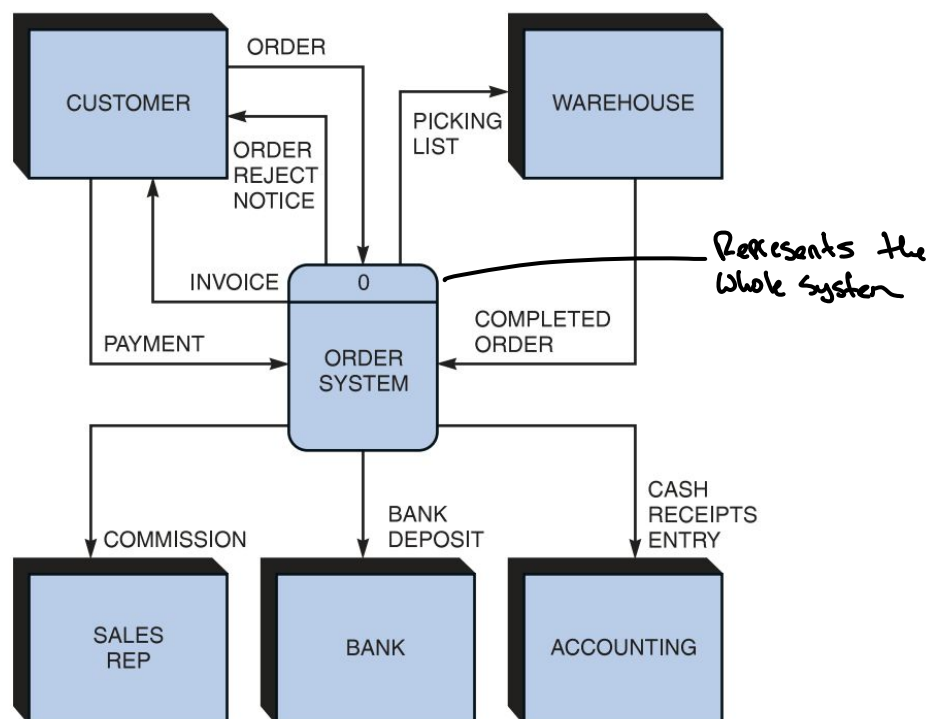 ORDER
CUSTOMER
WAREHOUSE
PICKING
LIST
ORDER
REJECT
NOTICE
Represents the
Whole system
INVOICE
0
COMPLETED
ORDER
PAYMENT
ORDER
SYSTEM
CASH
RECEIPTS
ENTRY
BANK
DEPOSIT
COMMISSION
SALES
REP
BANK
ACCOUNTING